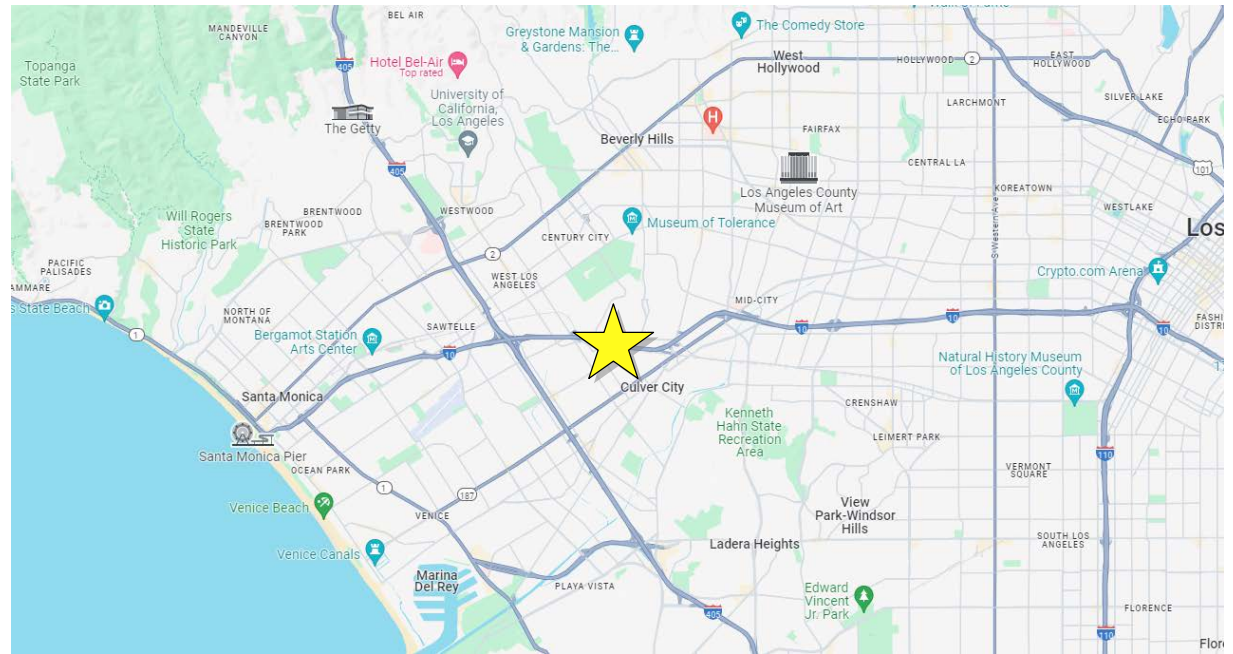 BEL AIR
MANDEVILLE
CANYON
Greystone Mansion
& Gardens: The...
The Comedy Store
Hotel Bel-Air
Top rated
405
West
Hollywood
HOLLYWOOD
2
EAST
HOLLYWOOD
Topanga
State Park
University of
California,
Los Angeles
LARCHMONT
SILVER LAKE
The Getty
H
Beverly Hills
FAIRFAX
ECHO PARK
405
CENTRAL LA
101
Los Angeles County
Museum of Art
KOREATOWN
Will Rogers
State
Historic Park
BRENTWOOD
BRENTWOOD
PARK
WESTWOOD
WESTLAKE
Museum of Tolerance
S Western Ave
Los
CENTURY CITY
2
PACIFIC
PALISADES
WEST LOS
ANGELES
Crypto.com Arena
AMMARE
s State Beach
MID-CITY
NORTH OF
MONTANA
SAWTELLE
10
10
10
FASHI
DISTRI
1
Bergamot Station
Arts Center
10
Natural History Museum
of Los Angeles County
Santa Monica
Culver City
CRENSHAW
Kenneth
Hahn State
Recreation
Area
LEIMERT PARK
Santa Monica Pier
OCEAN PARK
110
VERMONT
SQUARE
1
187
Venice Beach
VENICE
View
Park-Windsor
Hills
SOUTH LOS
ANGELES
Venice Canals
Ladera Heights
Marina
Del Rey
PLAYA VISTA
Edward
Vincent
Jr. Park
405
FLORENCE
110
Flor